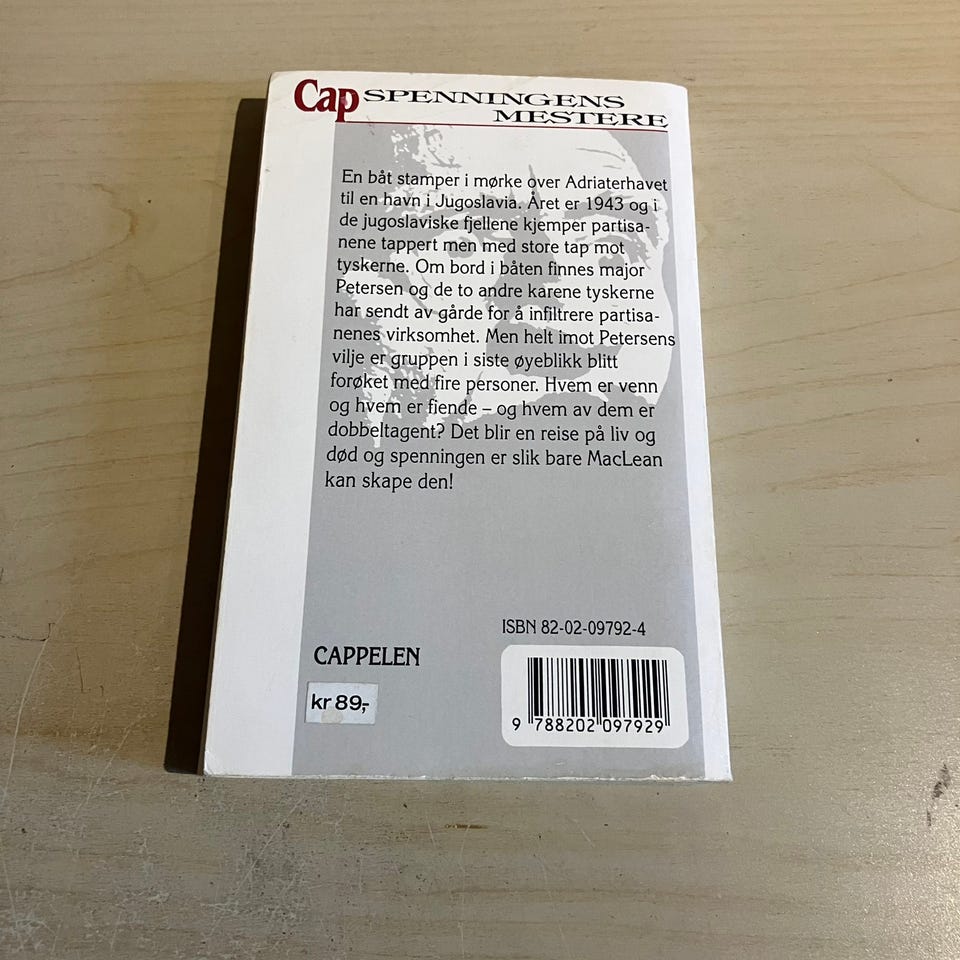 Cap SPENNINGENS
MESTERE
En båt stamper i mørke over Adriaterhavet
til en havn i Jugoslavia. Året er 1943 og i
de jugoslaviske fjellene kjemper partisa-
nene tappert men med store tap mot
tyskerne. Om bord i båten finnes major
Petersen og de to andre karene tyskerne
har sendt av gårde for å infiltrere partisa-
nenes virksomhet. Men helt imot Petersens
vilje er gruppen i siste øyeblikk blitt
forøket med fire personer. Hvem er venn
og hvem er fiende – og hvem av dem er
dobbeltagent? Det blir en reise på liv og
død og spenningen er slik bare MacLean
kan skape den!
ISBN 82-02-09792-4
CAPPELEN
kr 89,-
9 788202 097929